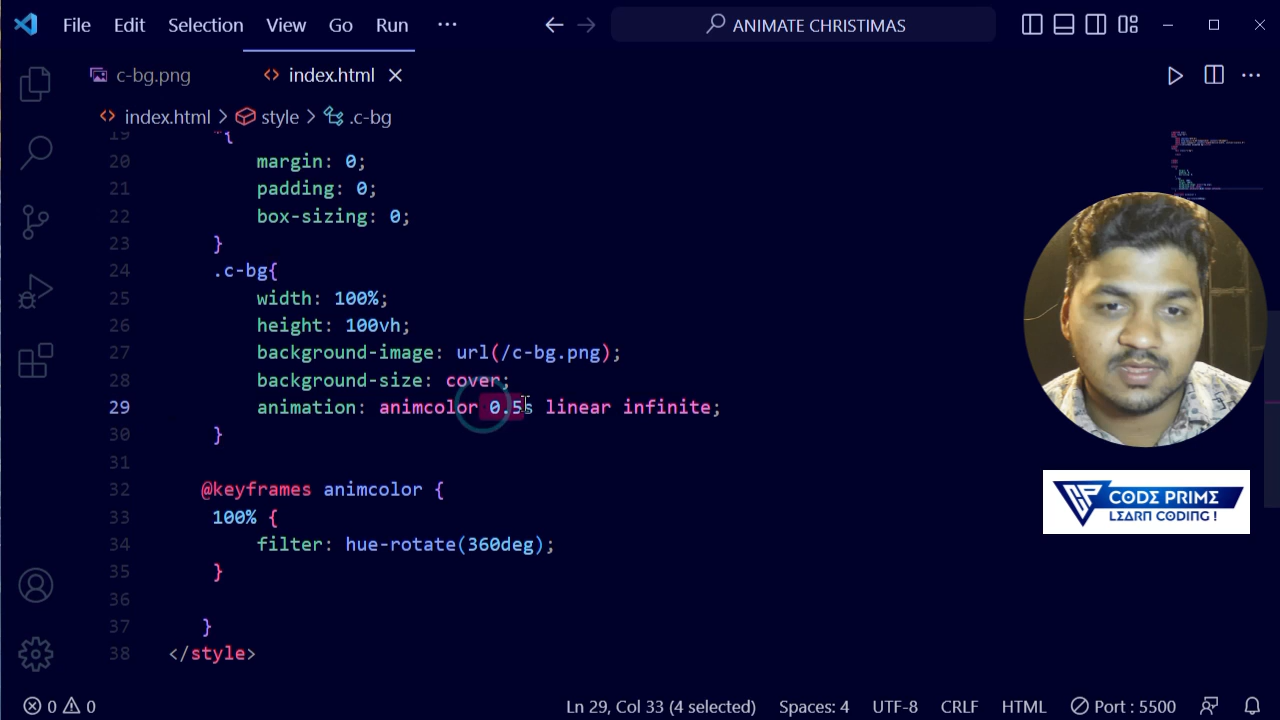 File Edit Selection View Go Run ··· ANIMATE CHRISTIMAS
c-bg.png index.html
index.html > style > .c-bg
19 *{
20 margin: 0;
21 padding: 0;
22 box-sizing: 0;
23 }
24 .c-bg{
25 width: 100%;
26 height: 100vh;
27 background-image: url(/c-bg.png);
28 background-size: cover;
29 animation: animcolor 0.5s linear infinite;
30 }
31
32 @keyframes animcolor {
33 100% {
34 filter: hue-rotate(360deg);
35 }
36
37 }
38 </style>
CODE PRIME
LEARN CODING !
0 0 Ln 29, Col 33 (4 selected) Spaces: 4 UTF-8 CRLF HTML Port : 5500